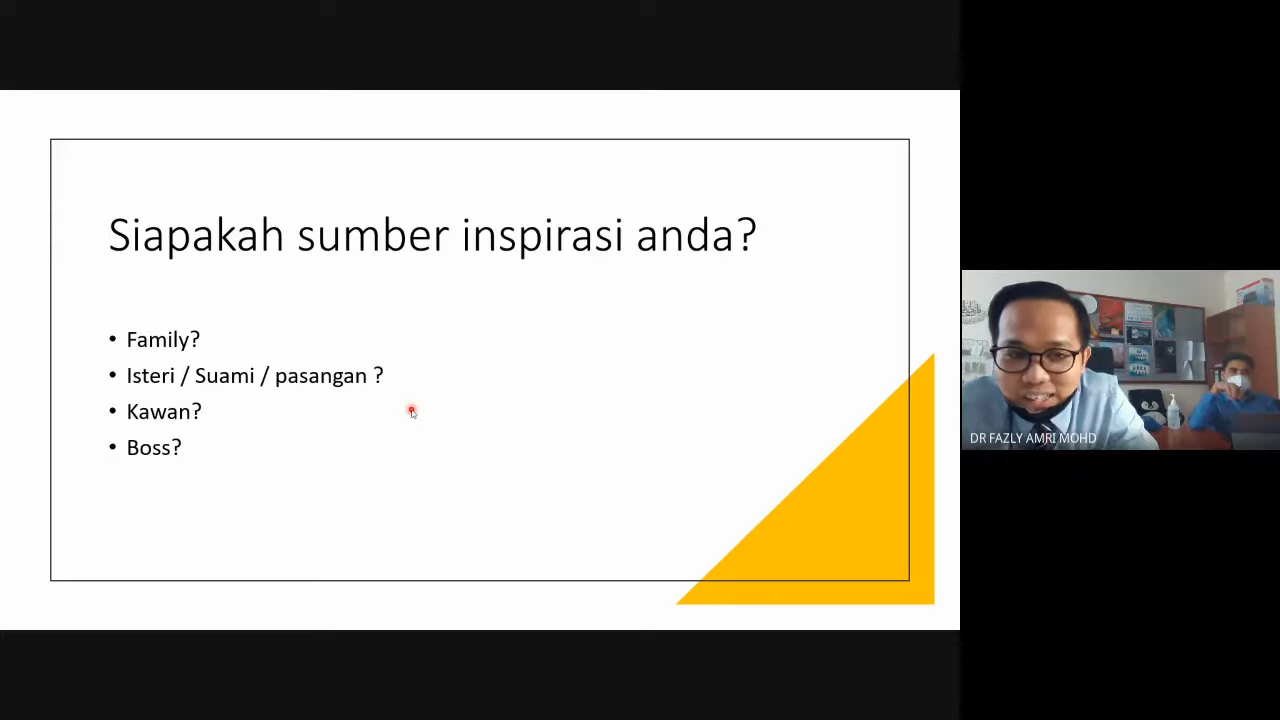 Siapakah sumber inspirasi anda?
• Family?
• Isteri / Suami / pasangan ?
• Kawan?
• Boss?
DR FAZLY AMRI MOHD